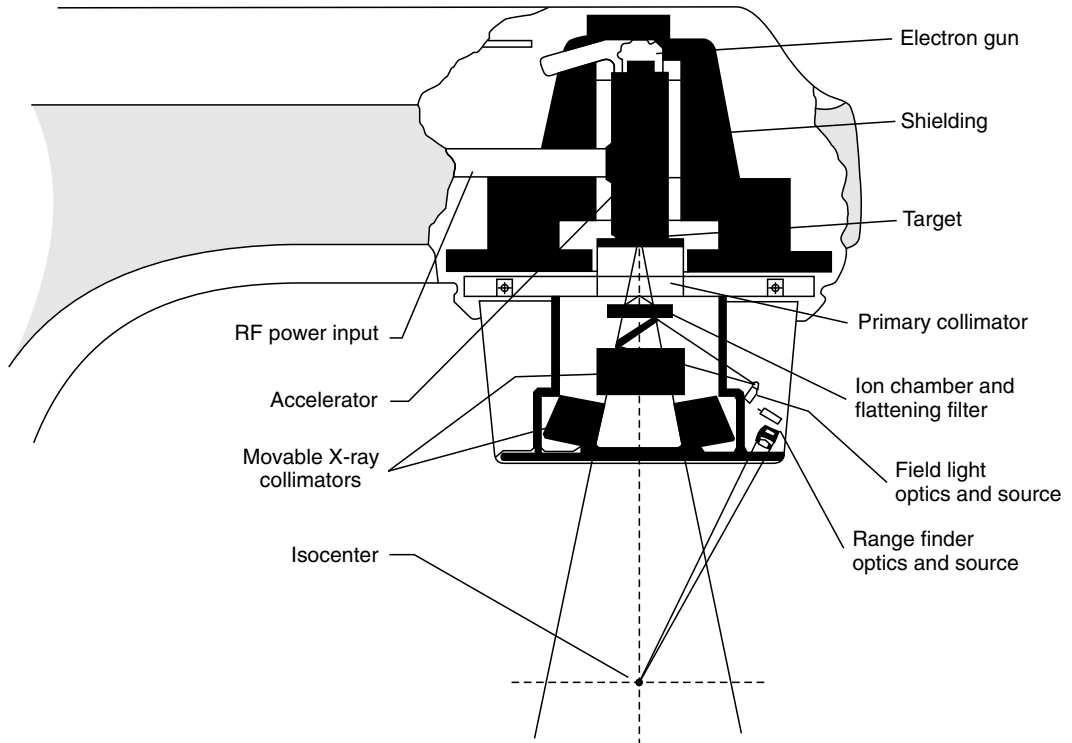 Electron gun
Shielding
Target
RF power input
Primary collimator
Accelerator
Ion chamber and
flattening filter
Movable X-ray
collimators
Field light
optics and source
Isocenter
Range finder
optics and source